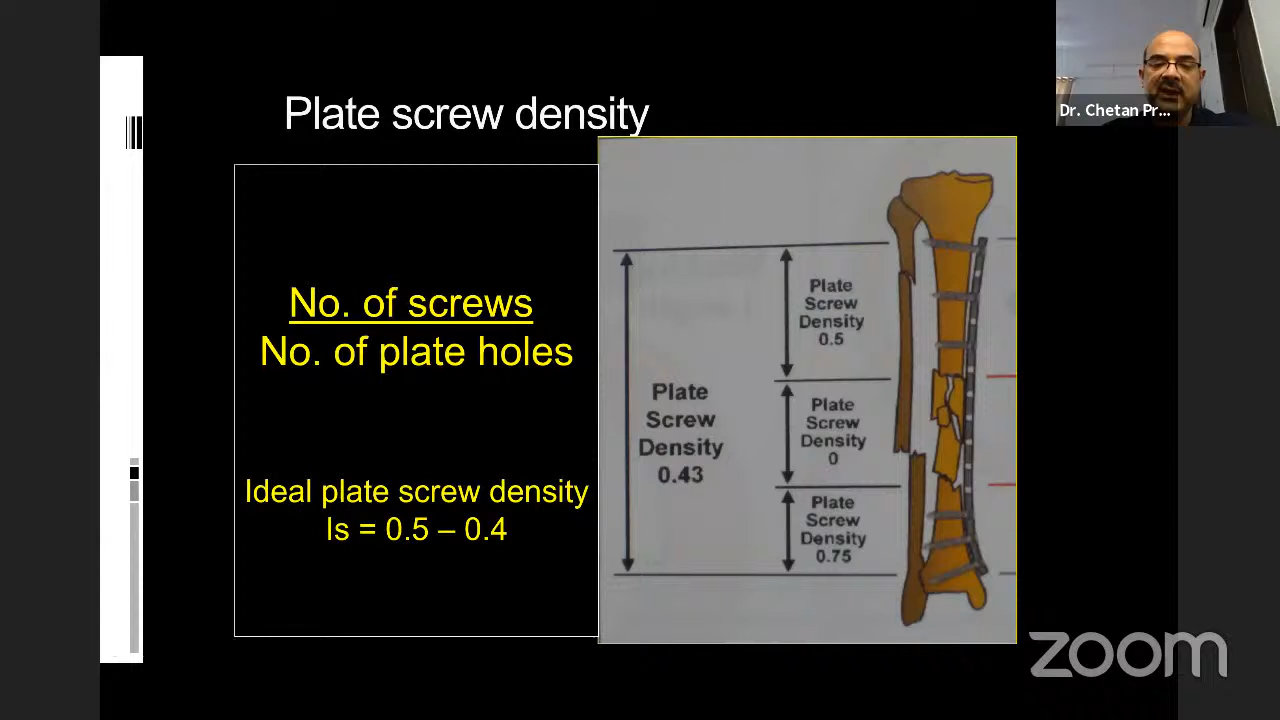 Dr. Chetan Pr...
Plate screw density
No. of screws
No. of plate holes
Ideal plate screw density
Is = 0.5 – 0.4
Plate
Screw
Density
0.43
Plate
Screw
Density
0.5
Plate
Screw
Density
0
Plate
Screw
Density
0.75
zoom